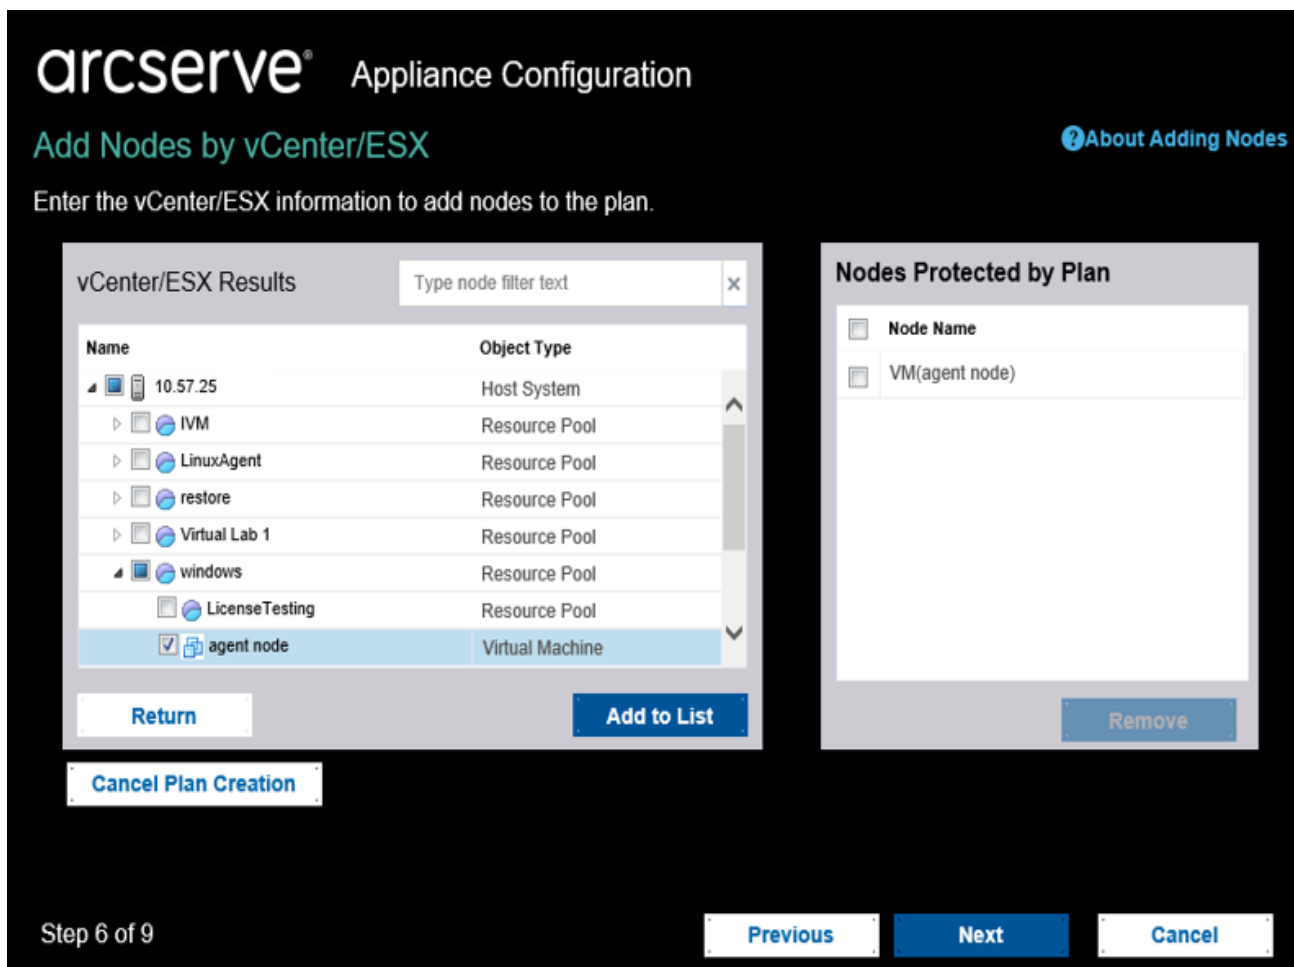 arcserve® Appliance Configuration
Add Nodes by vCenter/ESX
?About Adding Nodes
Enter the vCenter/ESX information to add nodes to the plan.
vCenter/ESX Results
Type node filter text
×
Name Object Type
10.57.25 Host System
IVM Resource Pool
LinuxAgent Resource Pool
restore Resource Pool
Virtual Lab 1 Resource Pool
windows Resource Pool
LicenseTesting Resource Pool
agent node Virtual Machine
Return
Add to List
Nodes Protected by Plan
Node Name
VM(agent node)
Remove
Cancel Plan Creation
Step 6 of 9
Previous
Next
Cancel